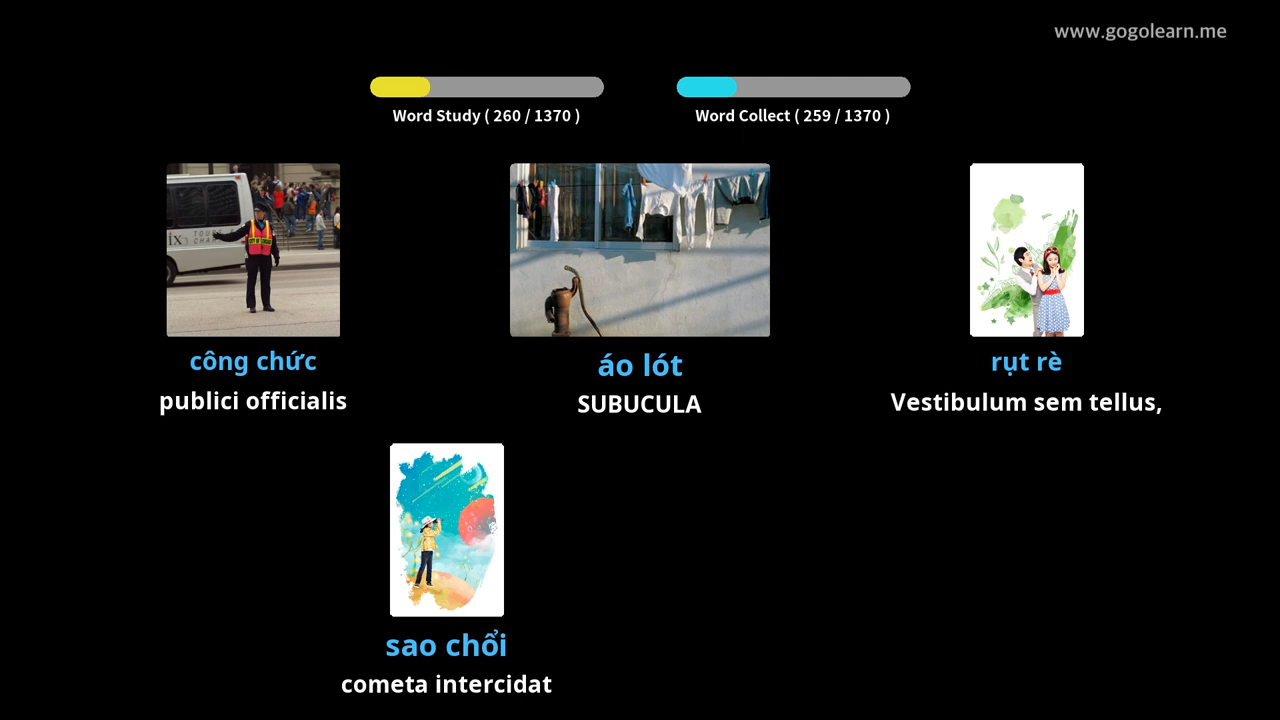 www.gogolearn.me
Word Study ( 260 / 1370 )
Word Collect ( 259 / 1370 )
công chức
áo lót
rụt rè
publici officialis
SUBUCULA
Vestibulum sem tellus,
sao chổi
cometa intercidat